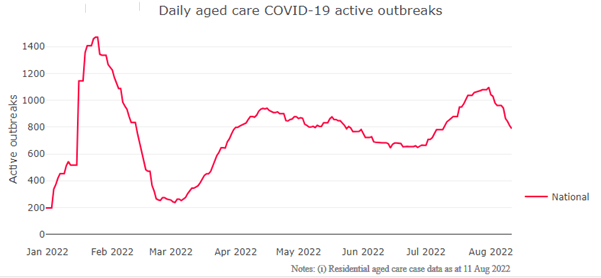 Daily aged care COVID-19 active outbreaks
Active outbreaks
1400
1200
1000
800
600
400
200
0
Jan 2022 Feb 2022 Mar 2022 Apr 2022 May 2022 Jun 2022 Jul 2022 Aug 2022
National
Notes: (i) Residential aged care case data as at 11 Aug 2022